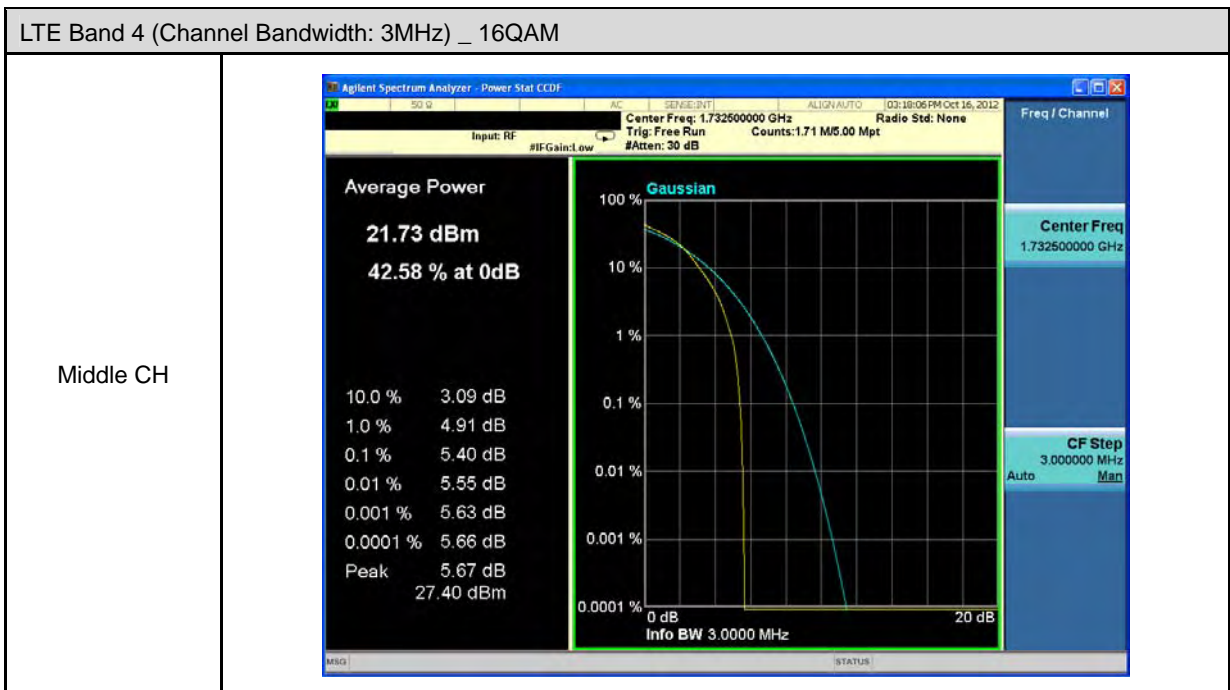 LTE Band 4 (Channel Bandwidth: 3MHz) _ 16QAM
Middle CH
Agilent Spectrum Analyzer - Power Stat CCDF
50 Ω AC SENSE:INT ALIGN AUTO 03:18:06 PM Oct 16, 2012
Center Freq: 1.732500000 GHz Radio Std: None
Input: RF Trig: Free Run Counts:1.71 M/5.00 Mpt
#IFGain:Low #Atten: 30 dB
Freq / Channel
Average Power
21.73 dBm
42.58 % at 0dB
10.0 % 3.09 dB
1.0 % 4.91 dB
0.1 % 5.40 dB
0.01 % 5.55 dB
0.001 % 5.63 dB
0.0001 % 5.66 dB
Peak 5.67 dB
27.40 dBm
Gaussian
100 %
10 %
1 %
0.1 %
0.01 %
0.001 %
0.0001 %
0 dB 20 dB
Info BW 3.0000 MHz
Center Freq
1.732500000 GHz
CF Step
3.000000 MHz
Auto Man
MSG STATUS